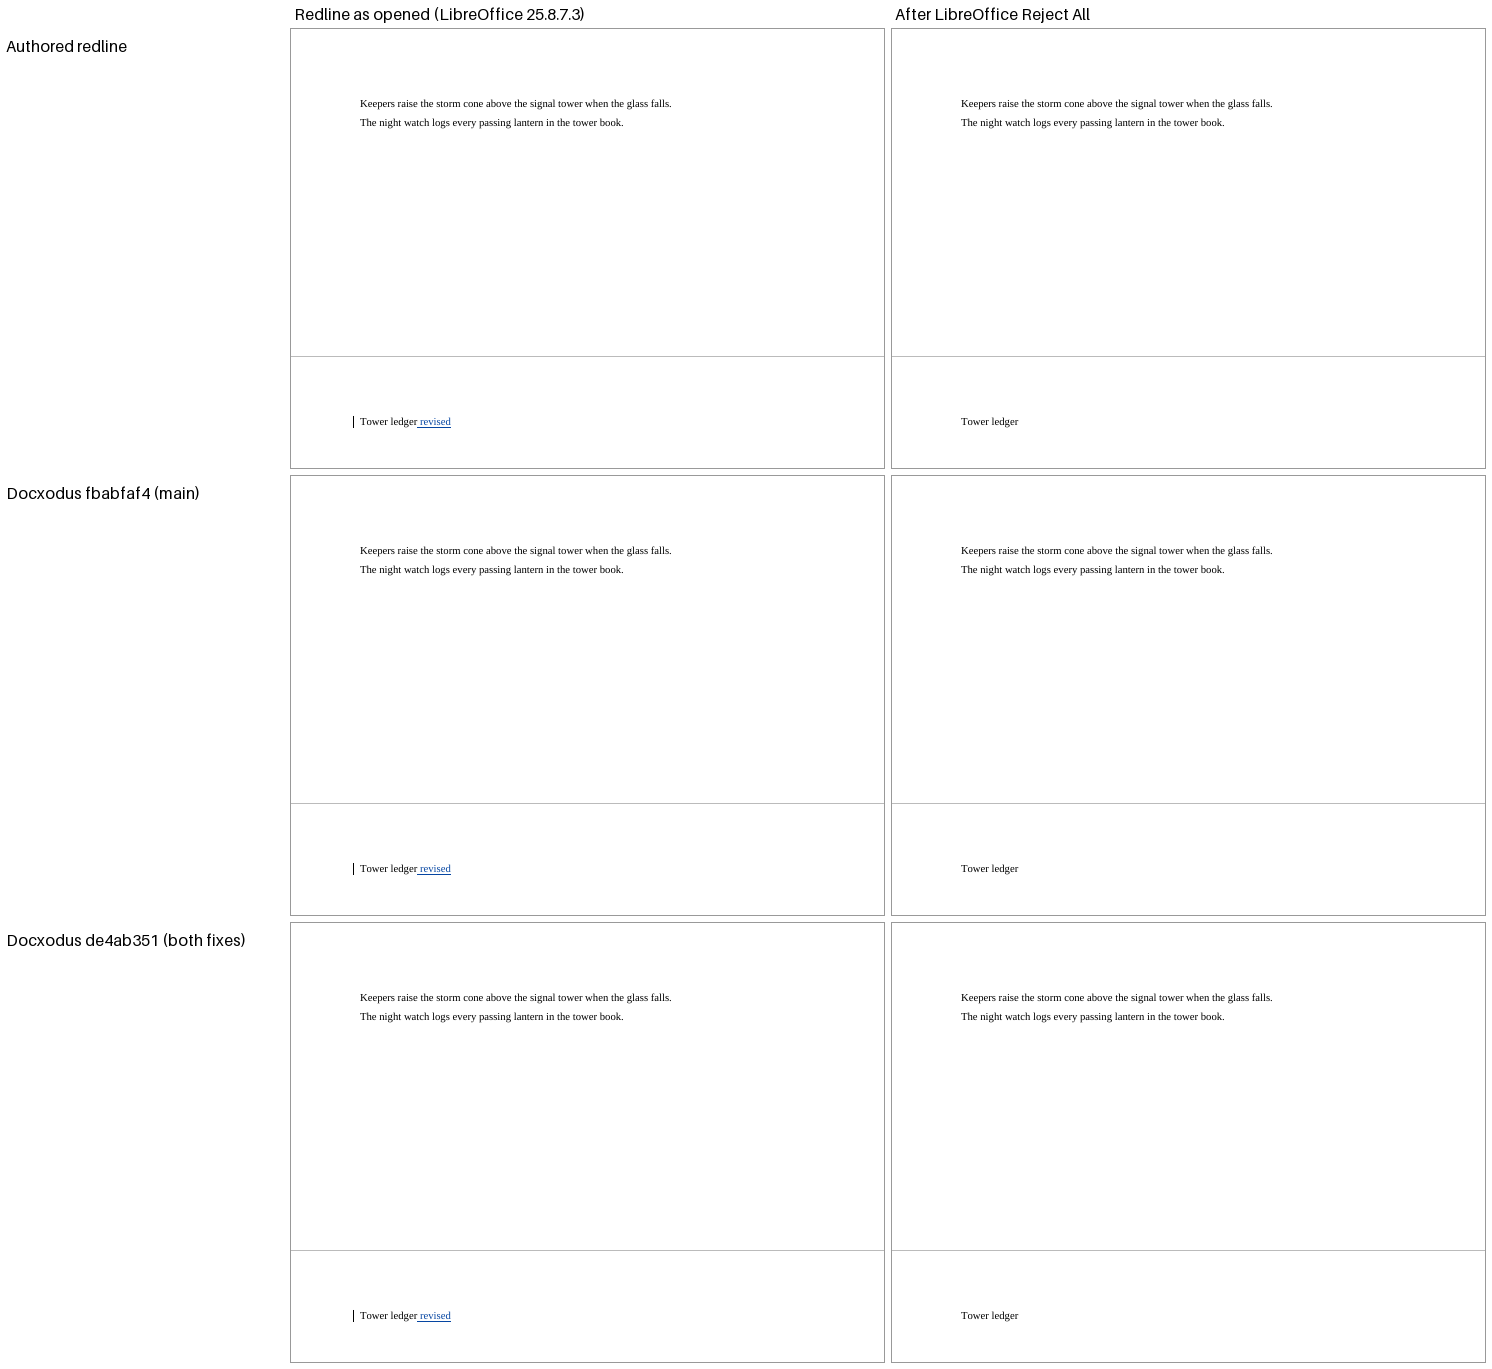 Redline as opened (LibreOffice 25.8.7.3)
After LibreOffice Reject All
Authored redline
Keepers raise the storm cone above the signal tower when the glass falls.
The night watch logs every passing lantern in the tower book.
Tower ledger revised
Keepers raise the storm cone above the signal tower when the glass falls.
The night watch logs every passing lantern in the tower book.
Tower ledger
Docxodus fbabfaf4 (main)
Keepers raise the storm cone above the signal tower when the glass falls.
The night watch logs every passing lantern in the tower book.
Tower ledger revised
Keepers raise the storm cone above the signal tower when the glass falls.
The night watch logs every passing lantern in the tower book.
Tower ledger
Docxodus de4ab351 (both fixes)
Keepers raise the storm cone above the signal tower when the glass falls.
The night watch logs every passing lantern in the tower book.
Tower ledger revised
Keepers raise the storm cone above the signal tower when the glass falls.
The night watch logs every passing lantern in the tower book.
Tower ledger